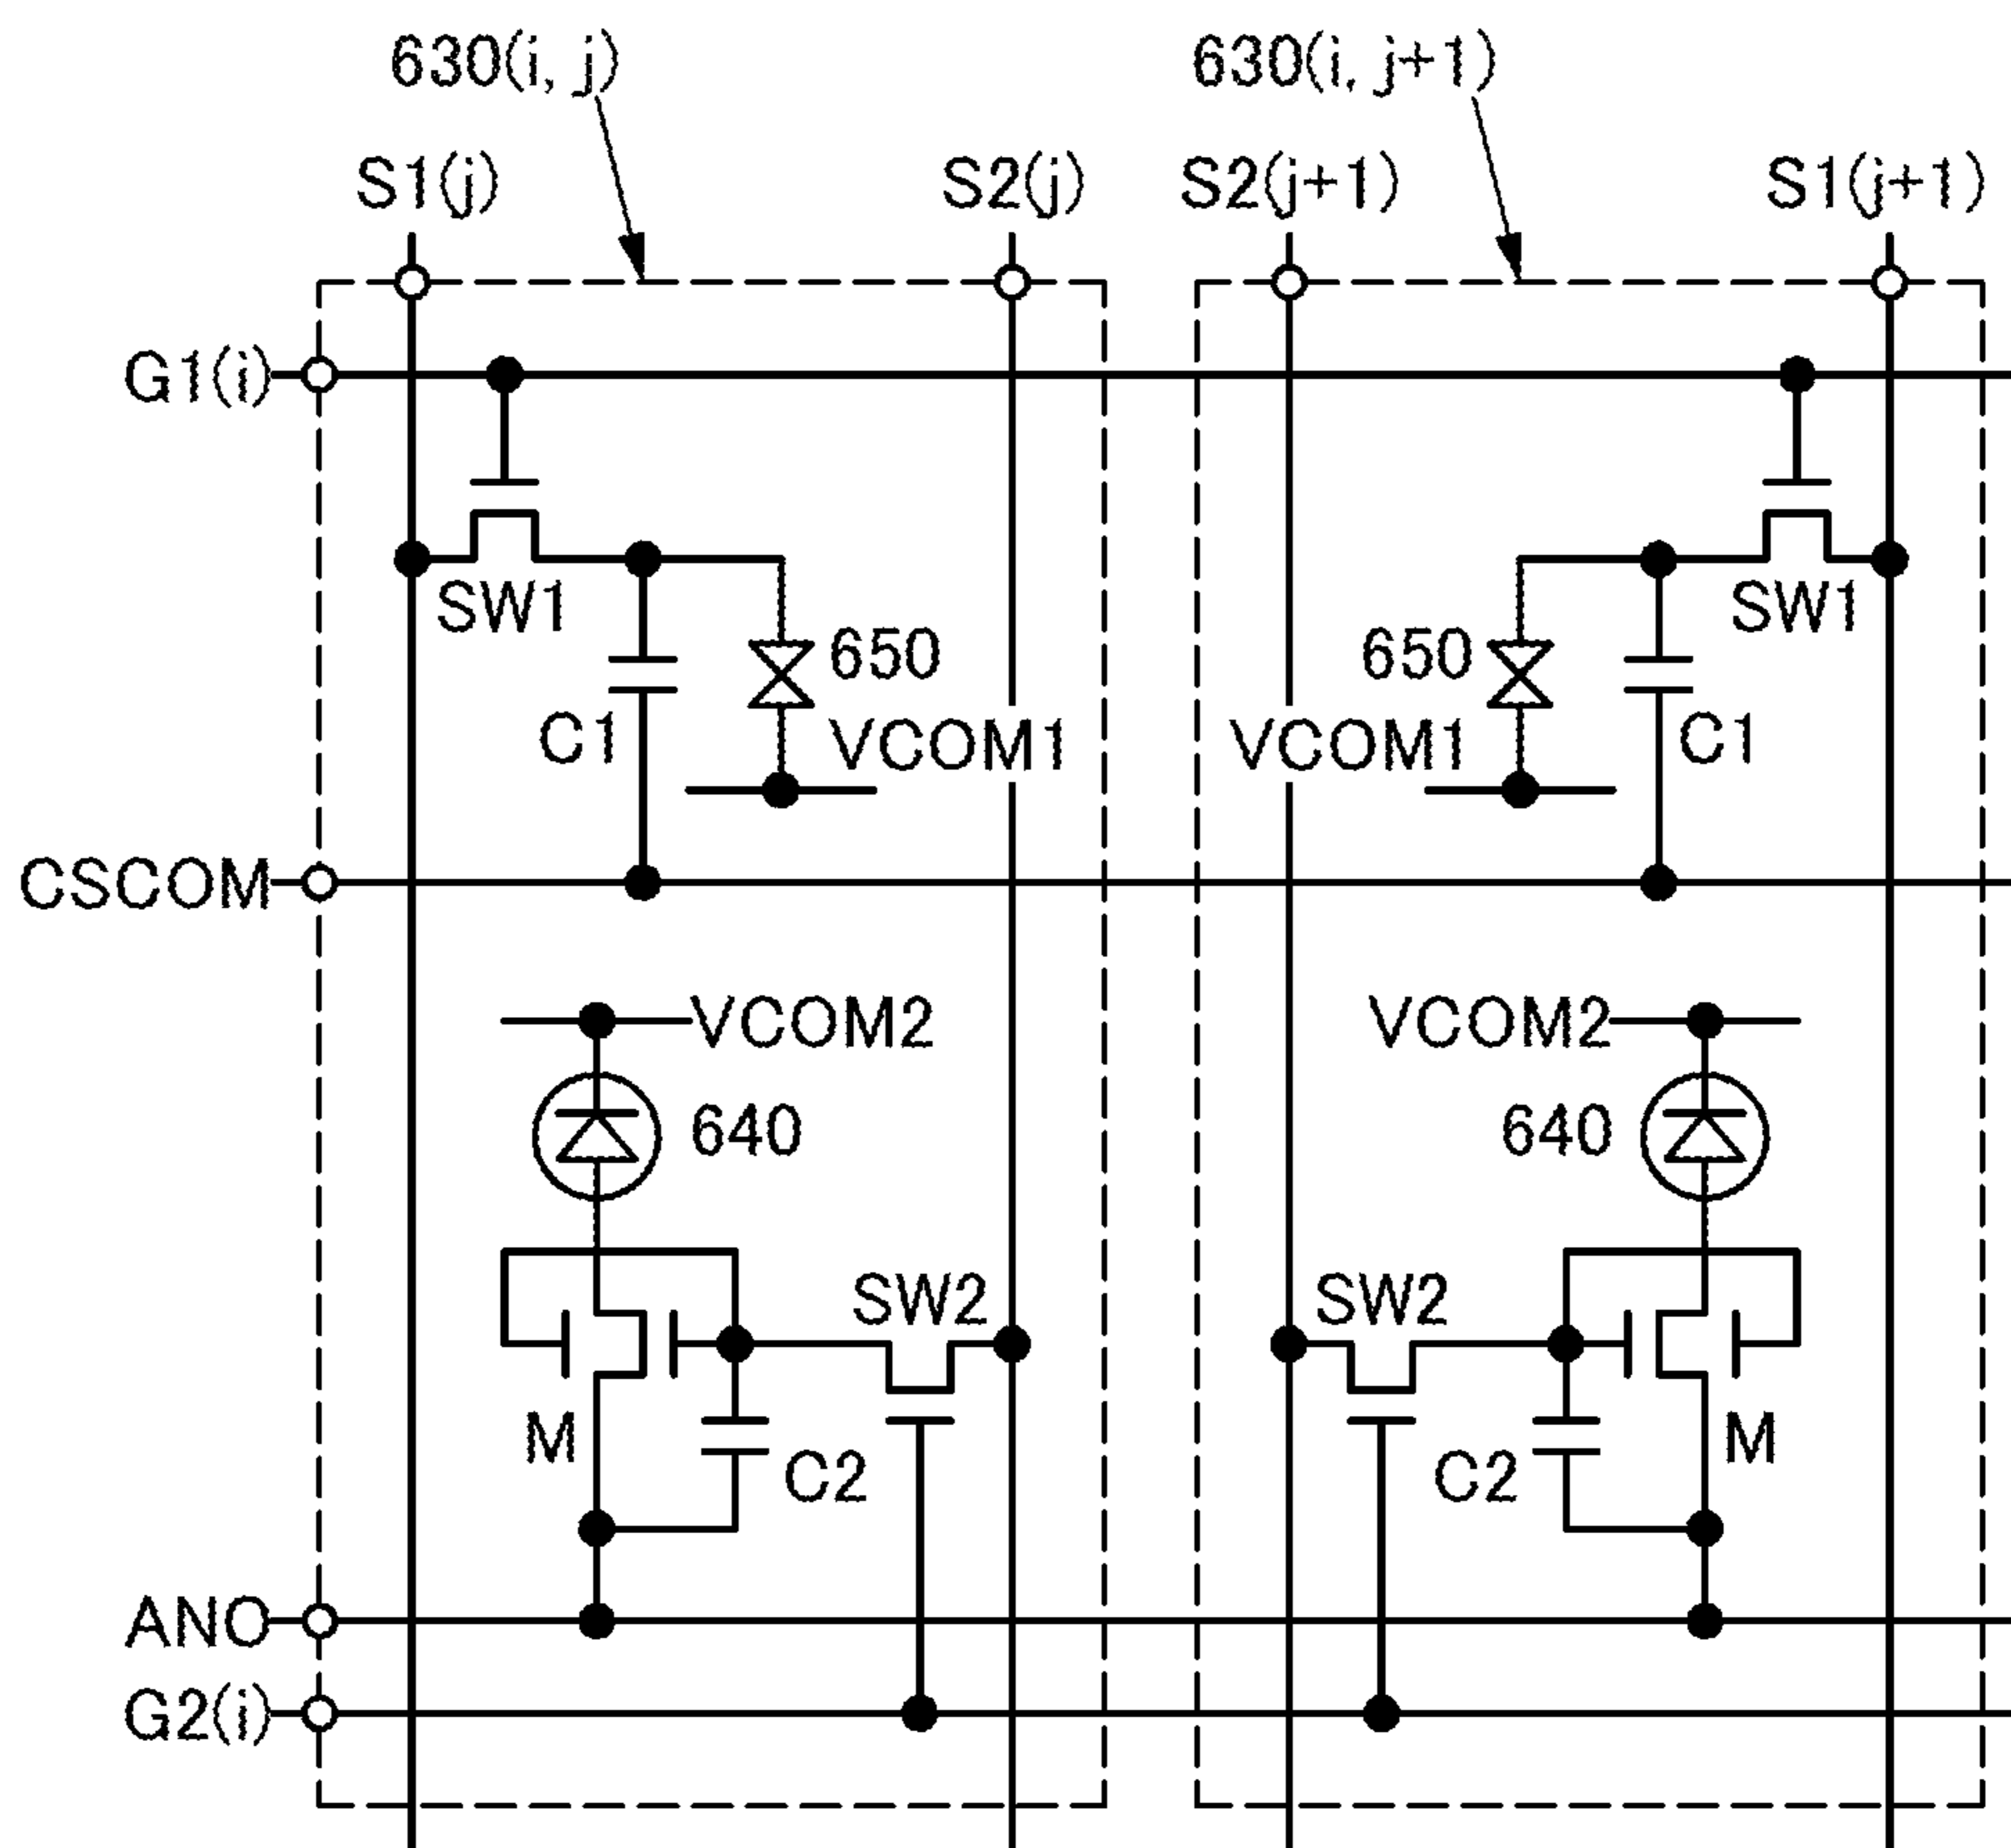 630(i, j)
630(i, j+1)
S1(j)
S2(j)
S2(j+1)
S1(j+1)
G1(i)
SW1
SW1
650
650
C1
VCOM1
VCOM1
C1
CSCOM
VCOM2
VCOM2
640
640
SW2
SW2
M
C2
C2
M
ANO
G2(i)